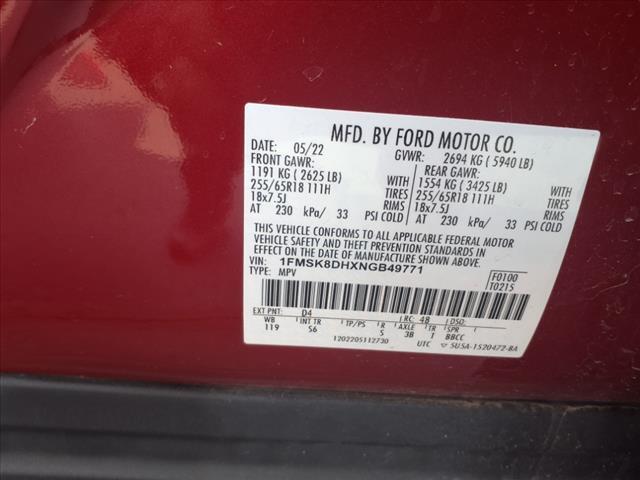 MFD. BY FORD MOTOR CO.
DATE: 05/22 GVWR: 2694 KG ( 5940 LB)
FRONT GAWR: REAR GAWR:
1191 KG ( 2625 LB) WITH 1554 KG ( 3425 LB) WITH
255/65R18 111H TIRES 255/65R18 111H TIRES
18x7.5J RIMS 18x7.5J RIMS
AT 230 kPa/ 33 PSI COLD AT 230 kPa/ 33 PSI COLD
THIS VEHICLE CONFORMS TO ALL APPLICABLE FEDERAL MOTOR
VEHICLE SAFETY AND THEFT PREVENTION STANDARDS IN
EFFECT ON THE DATE OF MANUFACTURE SHOWN ABOVE.
VIN: 1FMSK8DHXNGB49771
TYPE: MPV
F0100
T0215
EXT PNT: D4 RC: 48 DSO:
WB INT TR TP/PS R AXLE TR SPR
119 S6 5 3B T BBCC
1202205112730 UTC 5U5A-1520472-BA